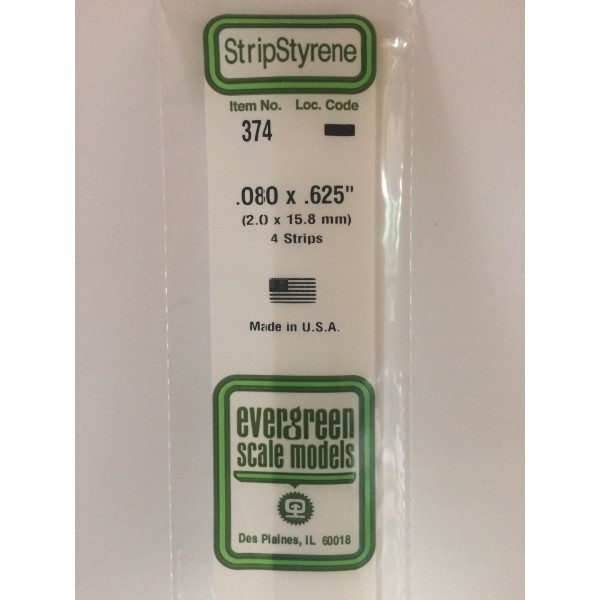 StripStyrene
Item No. Loc. Code
374
.080 x .625"
(2.0 x 15.8 mm)
4 Strips
Made in U.S.A.
evergreen
scale models
Des Plaines, IL 60018